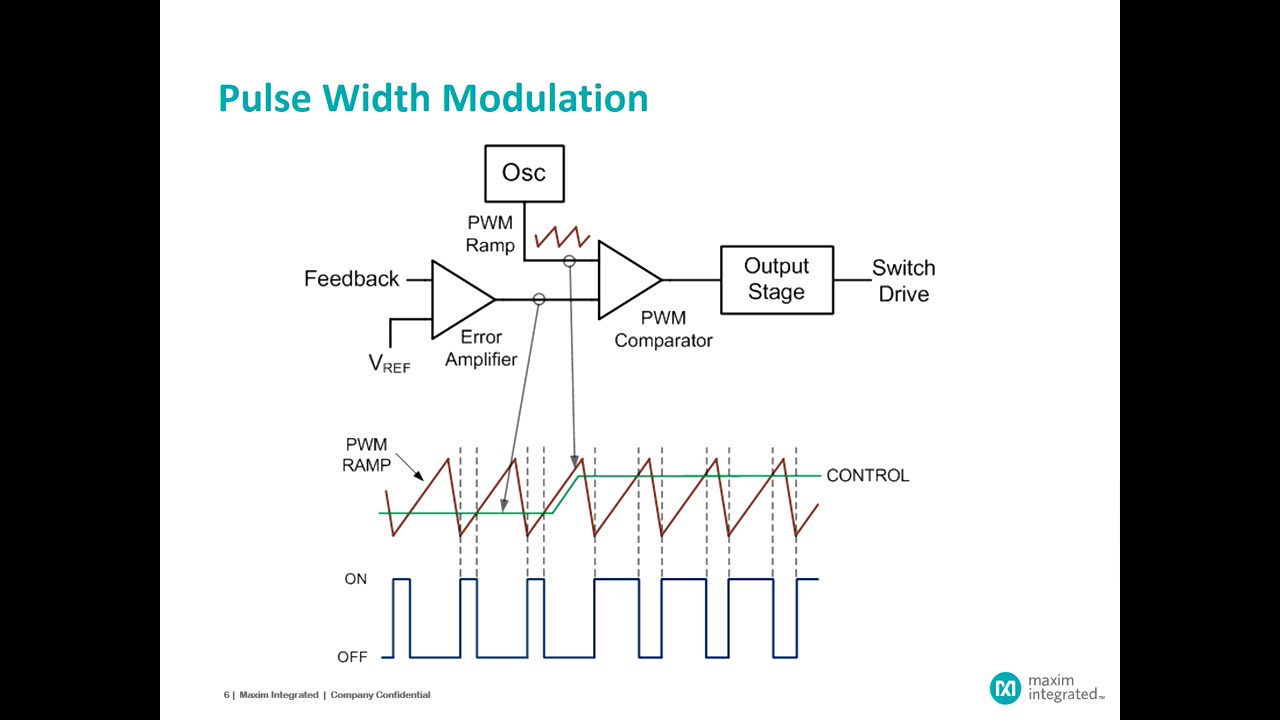 Pulse Width Modulation
Osc
PWM
Ramp
Feedback
Output
Stage
Switch
Drive
Error
Amplifier
PWM
Comparator
VREF
PWM
RAMP
CONTROL
ON
OFF
6 | Maxim Integrated | Company Confidential
maxim
integrated™